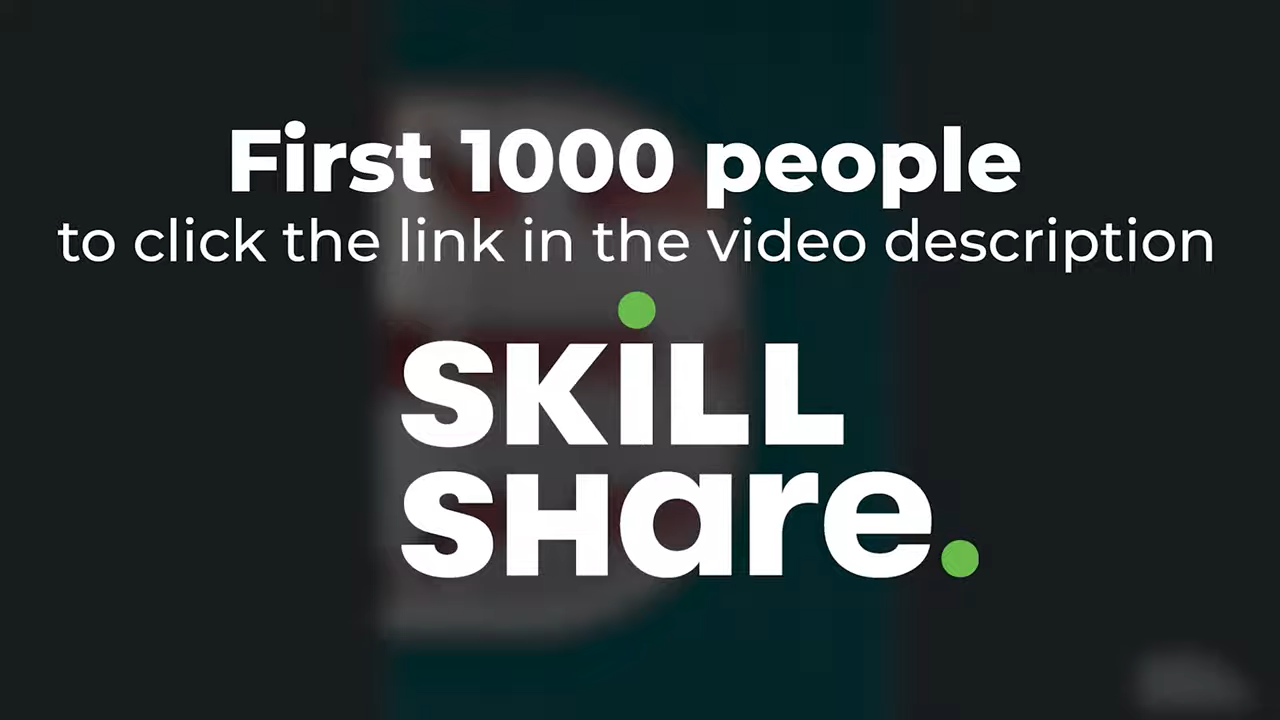 First 1000 people
to click the link in the video description
SKiLL
SHare.